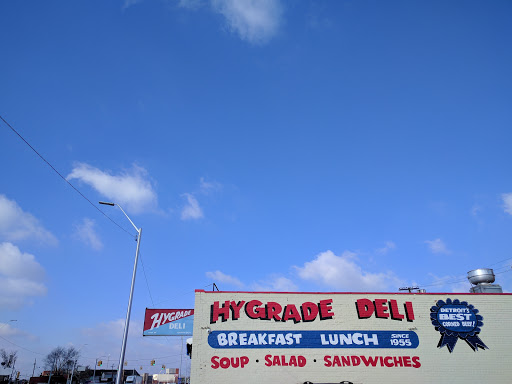 HYGRADE
DELI
HYGRADE DELI
BREAKFAST LUNCH SINCE 1955
SOUP · SALAD · SANDWICHES
DETROIT'S
BEST
CORNED BEEF!